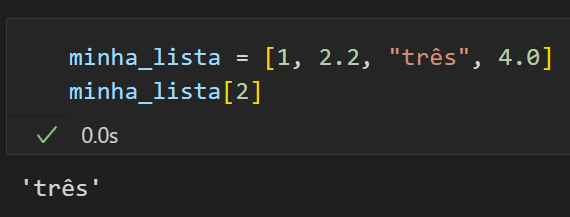 minha_lista = [1, 2.2, "três", 4.0]
minha_lista[2]
0.0s
'três'